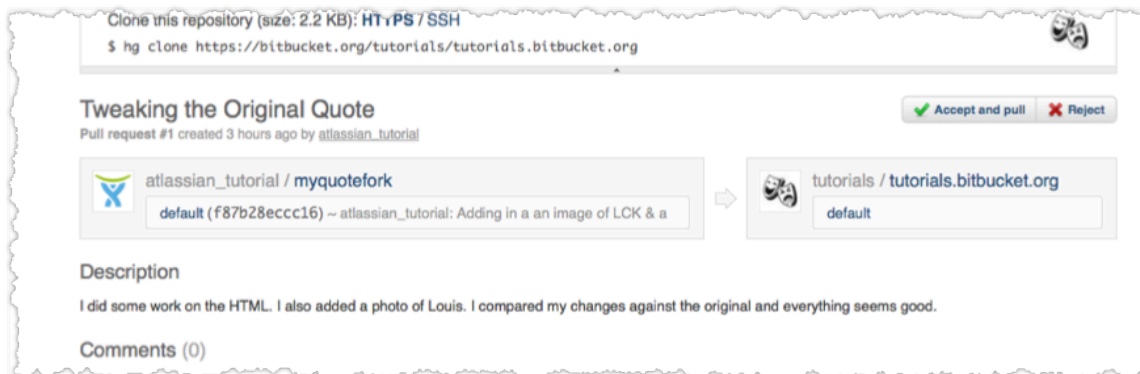 Clone this repository (size: 2.2 KB): HTTPS / SSH
$ hg clone https://bitbucket.org/tutorials/tutorials.bitbucket.org
Tweaking the Original Quote
Accept and pull
Reject
Pull request #1 created 3 hours ago by atlassian_tutorial
atlassian_tutorial / myquotefork
default (f87b28eccc16) ~ atlassian_tutorial: Adding in a an image of LCK & a
tutorials / tutorials.bitbucket.org
default
Description
I did some work on the HTML. I also added a photo of Louis. I compared my changes against the original and everything seems good.
Comments (0)